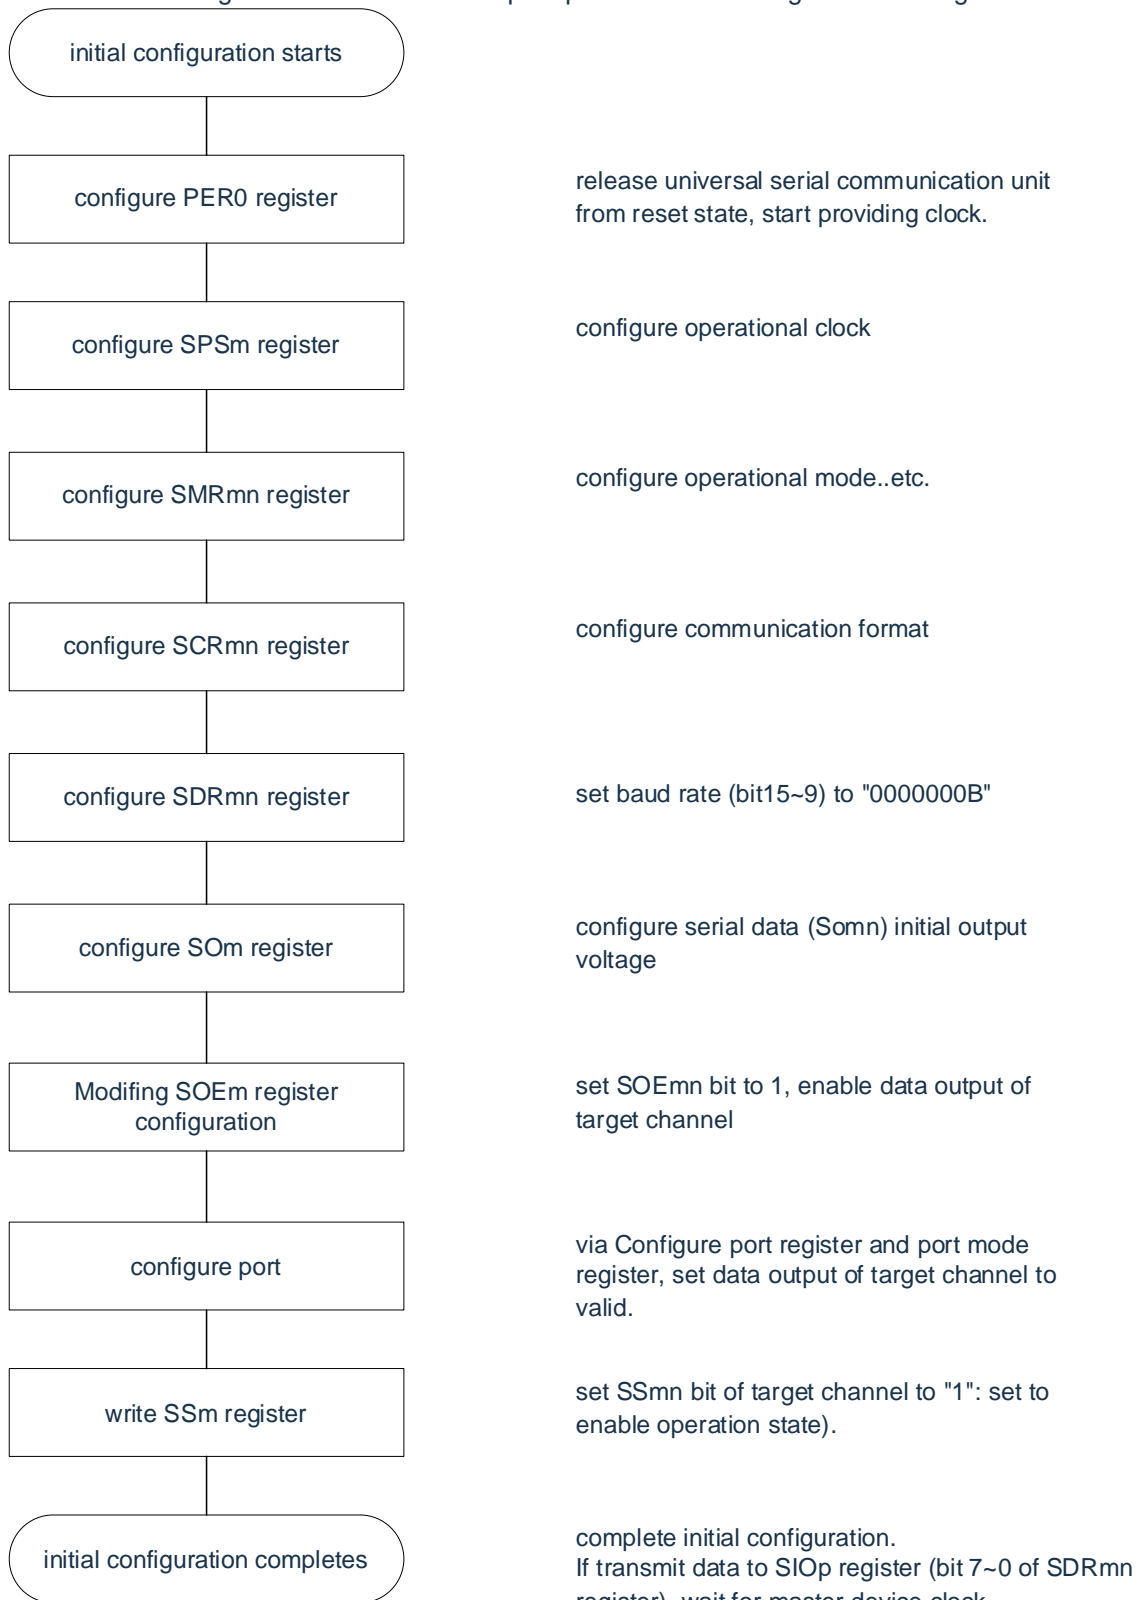 initial configuration starts
configure PER0 register
release universal serial communication unit
from reset state, start providing clock.
configure SPSm register
configure operational clock
configure SMRmn register
configure operational mode..etc.
configure SCRmn register
configure communication format
configure SDRmn register
set baud rate (bit15~9) to "0000000B"
configure SOm register
configure serial data (Somn) initial output
voltage
Modifing SOEm register
configuration
set SOEmn bit to 1, enable data output of
target channel
configure port
via Configure port register and port mode
register, set data output of target channel to
valid.
write SSm register
set SSmn bit of target channel to "1": set to
enable operation state).
initial configuration completes
complete initial configuration.
If transmit data to SIOp register (bit 7~0 of SDRmn
register), wait for master device clock